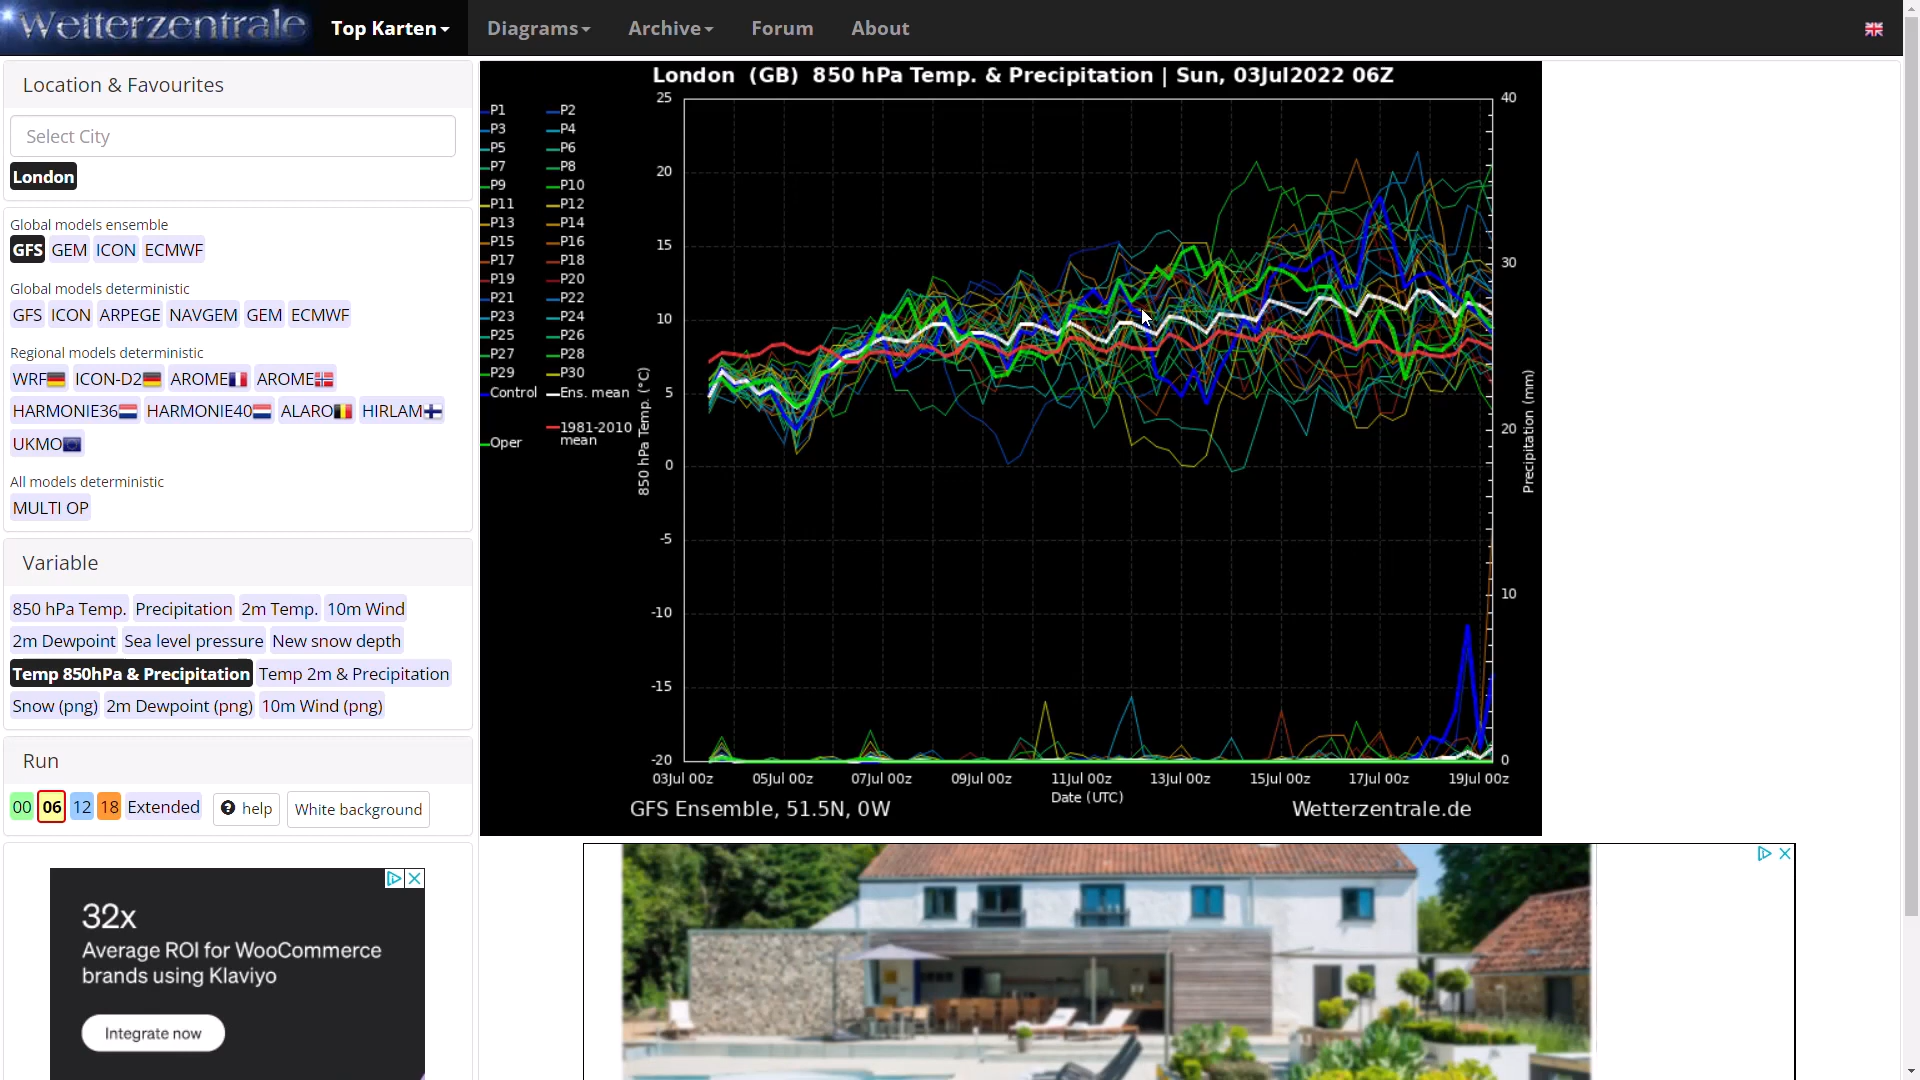 Wetterzentrale
Top Karten
Diagrams
Archive
Forum
About
Location & Favourites
Select City
London
Global models ensemble
GFS GEM ICON ECMWF
Global models deterministic
GFS ICON ARPEGE NAVGEM GEM ECMWF
Regional models deterministic
WRF ICON-D2 AROME AROME
HARMONIE36 HARMONIE40 ALARO HIRLAM
UKMO
All models deterministic
MULTI OP
Variable
850 hPa Temp. Precipitation 2m Temp. 10m Wind
2m Dewpoint Sea level pressure New snow depth
Temp 850hPa & Precipitation Temp 2m & Precipitation
Snow (png) 2m Dewpoint (png) 10m Wind (png)
Run
00 06 12 18 Extended help White background
32x
Average ROI for WooCommerce
brands using Klaviyo
Integrate now
London (GB) 850 hPa Temp. & Precipitation | Sun, 03Jul2022 06Z
P1 P2
P3 P4
P5 P6
P7 P8
P9 P10
P11 P12
P13 P14
P15 P16
P17 P18
P19 P20
P21 P22
P23 P24
P25 P26
P27 P28
P29 P30
Control Ens. mean
Oper 1981-2010
mean
850 hPa Temp. (°C)
25
20
15
10
5
0
-5
-10
-15
-20
40
30
20
10
0
Precipitation (mm)
03Jul 00z 05Jul 00z 07Jul 00z 09Jul 00z 11Jul 00z 13Jul 00z 15Jul 00z 17Jul 00z 19Jul 00z
Date (UTC)
GFS Ensemble, 51.5N, 0W
Wetterzentrale.de